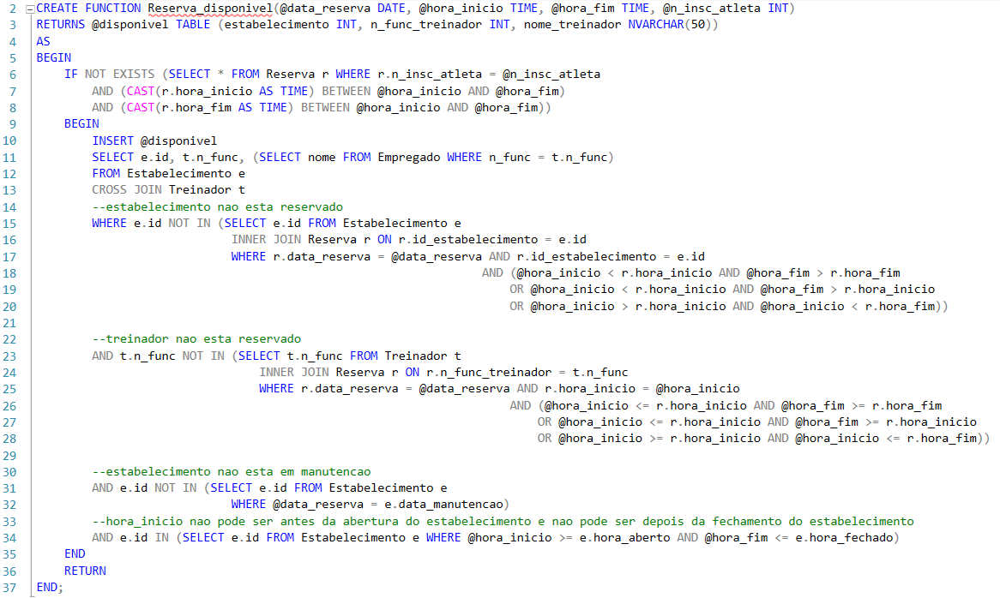 2 CREATE FUNCTION Reserva_disponivel(@data_reserva DATE, @hora_inicio TIME, @hora_fim TIME, @n_insc_atleta INT)
3 RETURNS @disponivel TABLE (estabelecimento INT, n_func_treinador INT, nome_treinador NVARCHAR(50))
4 AS
5 BEGIN
6 IF NOT EXISTS (SELECT * FROM Reserva r WHERE r.n_insc_atleta = @n_insc_atleta
7 AND (CAST(r.hora_inicio AS TIME) BETWEEN @hora_inicio AND @hora_fim)
8 AND (CAST(r.hora_fim AS TIME) BETWEEN @hora_inicio AND @hora_fim))
9 BEGIN
10 INSERT @disponivel
11 SELECT e.id, t.n_func, (SELECT nome FROM Empregado WHERE n_func = t.n_func)
12 FROM Estabelecimento e
13 CROSS JOIN Treinador t
14 --estabelecimento nao esta reservado
15 WHERE e.id NOT IN (SELECT e.id FROM Estabelecimento e
16 INNER JOIN Reserva r ON r.id_estabelecimento = e.id
17 WHERE r.data_reserva = @data_reserva AND r.id_estabelecimento = e.id
18 AND (@hora_inicio < r.hora_inicio AND @hora_fim > r.hora_fim
19 OR @hora_inicio < r.hora_inicio AND @hora_fim > r.hora_inicio
20 OR @hora_inicio > r.hora_inicio AND @hora_inicio < r.hora_fim))
21
22 --treinador nao esta reservado
23 AND t.n_func NOT IN (SELECT t.n_func FROM Treinador t
24 INNER JOIN Reserva r ON r.n_func_treinador = t.n_func
25 WHERE r.data_reserva = @data_reserva AND r.hora_inicio = @hora_inicio
26 AND (@hora_inicio <= r.hora_inicio AND @hora_fim >= r.hora_fim
27 OR @hora_inicio <= r.hora_inicio AND @hora_fim >= r.hora_inicio
28 OR @hora_inicio >= r.hora_inicio AND @hora_inicio <= r.hora_fim))
29
30 --estabelecimento nao esta em manutencao
31 AND e.id NOT IN (SELECT e.id FROM Estabelecimento e
32 WHERE @data_reserva = e.data_manutencao)
33 --hora_inicio nao pode ser antes da abertura do estabelecimento e nao pode ser depois da fechamento do estabelecimento
34 AND e.id IN (SELECT e.id FROM Estabelecimento e WHERE @hora_inicio >= e.hora_aberto AND @hora_fim <= e.hora_fechado)
35 END
36 RETURN
37 END;